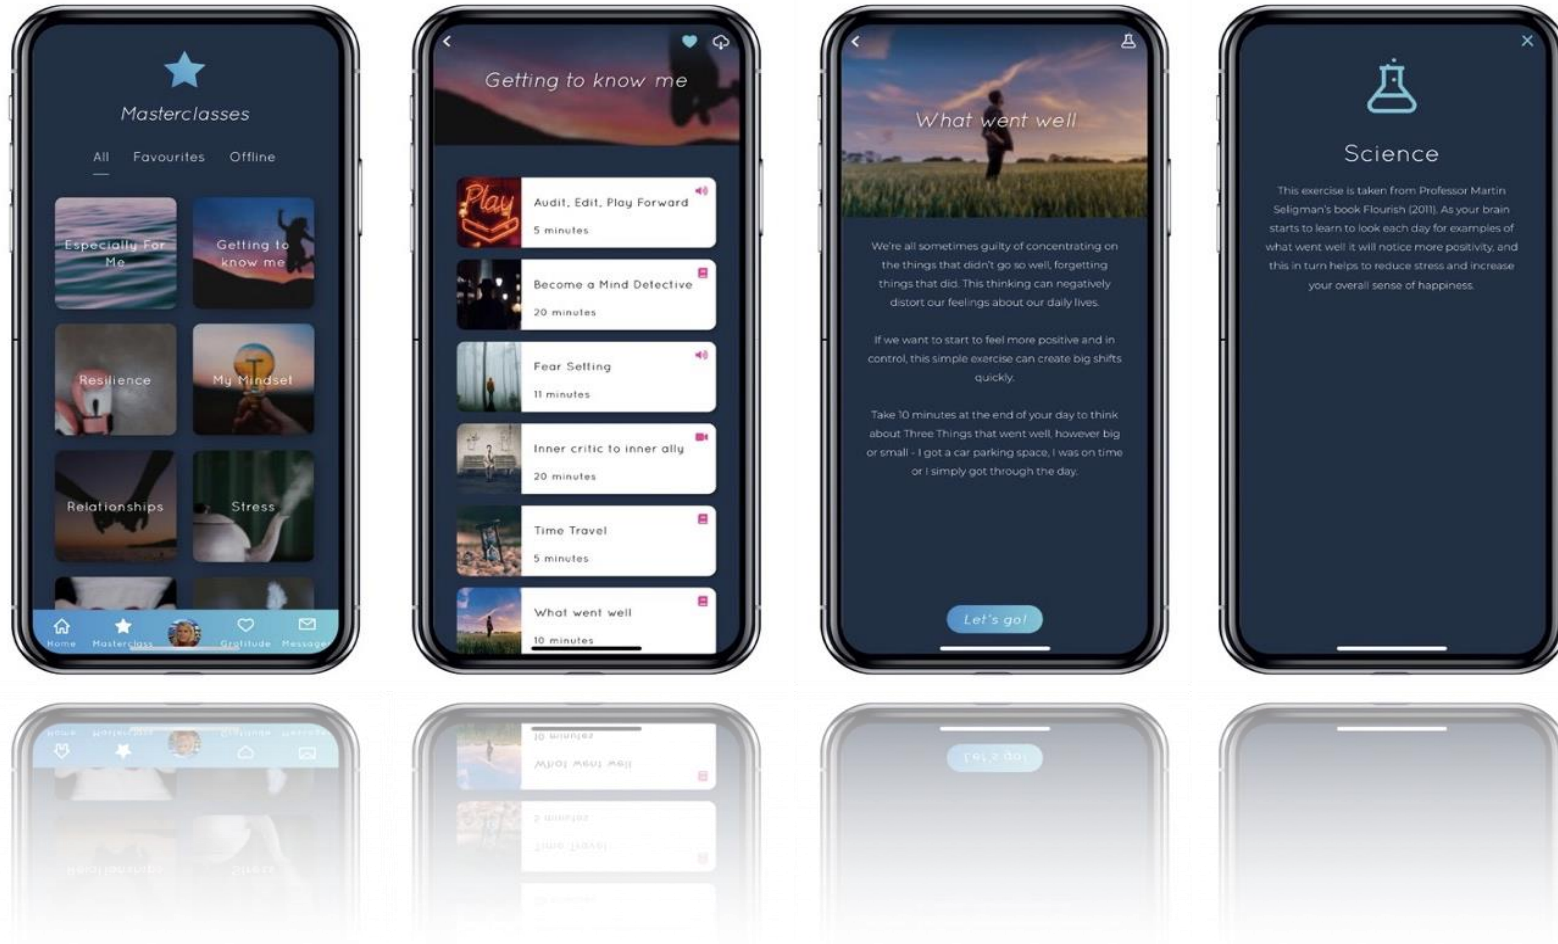 Masterclasses
All Favourites Offline
Especially For
Me
Getting to
know me
Resilience
My Mindset
Relationships
Stress
Home Masterclass Gratitude Messages
Getting to know me
Play
Audit, Edit, Play Forward
5 minutes
Become a Mind Detective
20 minutes
Fear Setting
11 minutes
Inner critic to inner ally
20 minutes
Time Travel
5 minutes
What went well
10 minutes
What went well
We're all sometimes guilty of concentrating on
the things that didn't go so well, forgetting
things that did. This thinking can negatively
distort our feelings about our daily lives.
If we want to start to feel more positive and in
control, this simple exercise can create big shifts
quickly.
Take 10 minutes at the end of your day to think
about Three Things that went well, however big
or small - I got a car parking space, I was on time
or I simply got through the day.
Let's go!
Science
This exercise is taken from Professor Martin
Seligman's book Flourish (2011). As your brain
starts to learn to look each day for examples of
what went well it will notice more positivity, and
this in turn helps to reduce stress and increase
your overall sense of happiness.